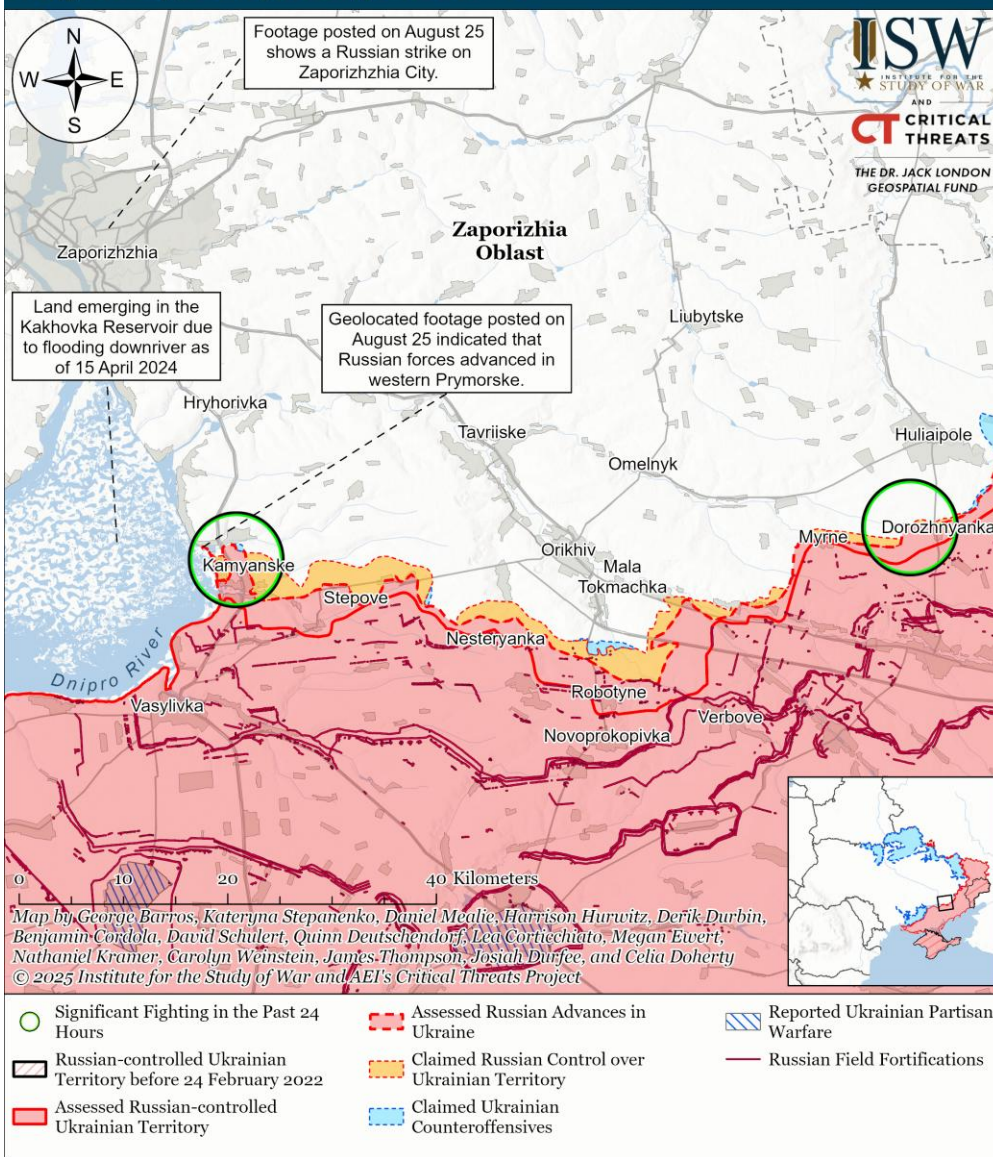 N
W E
S
Footage posted on August 25
shows a Russian strike on
Zaporizhzhia City.
ISW
INSTITUTE FOR THE
STUDY OF WAR
AND
CT CRITICAL
THREATS
THE DR. JACK LONDON
GEOSPATIAL FUND
Zaporizhia
Oblast
Zaporizhzhia
Land emerging in the
Kakhovka Reservoir due
to flooding downriver as
of 15 April 2024
Geolocated footage posted on
August 25 indicated that
Russian forces advanced in
western Prymorske.
Liubytske
Hryhorivka
Tavriiske
Huliaipole
Omelnyk
Dorozhnyanka
Myrne
Orikhiv
Kamyanske
Mala
Tokmachka
Stepove
Nesteryanka
Dnipro River
Robotyne
Vasylivka
Verbove
Novoprokopivka
0 10 20 40 Kilometers
Map by George Barros, Kateryna Stepanenko, Daniel Mealie, Harrison Hurwitz, Derik Durbin,
Benjamin Cordola, David Schulert, Quinn Deutschendorf, Lea Corticchiato, Megan Ewert,
Nathaniel Kramer, Carolyn Weinstein, James Thompson, Josiah Durfee, and Celia Doherty
© 2025 Institute for the Study of War and AEI's Critical Threats Project
Significant Fighting in the Past 24
Hours
Russian-controlled Ukrainian
Territory before 24 February 2022
Assessed Russian-controlled
Ukrainian Territory
Assessed Russian Advances in
Ukraine
Claimed Russian Control over
Ukrainian Territory
Claimed Ukrainian
Counteroffensives
Reported Ukrainian Partisan
Warfare
Russian Field Fortifications